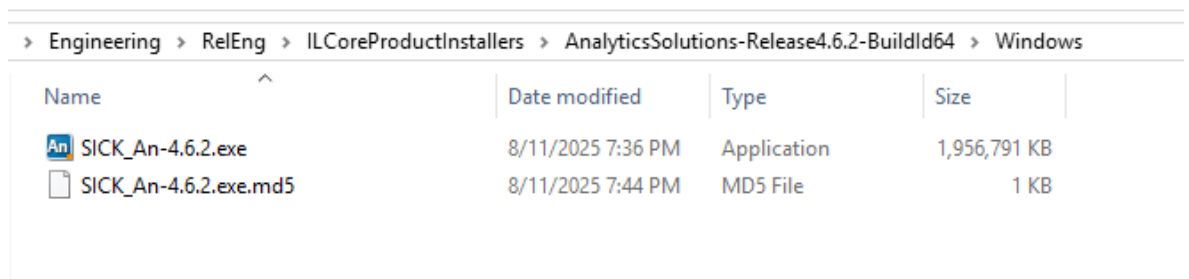 > Engineering > RelEng > ILCoreProductInstallers > AnalyticsSolutions-Release4.6.2-BuildId64 > Windows
Name Date modified Type Size
An SICK_An-4.6.2.exe 8/11/2025 7:36 PM Application 1,956,791 KB
SICK_An-4.6.2.exe.md5 8/11/2025 7:44 PM MD5 File 1 KB